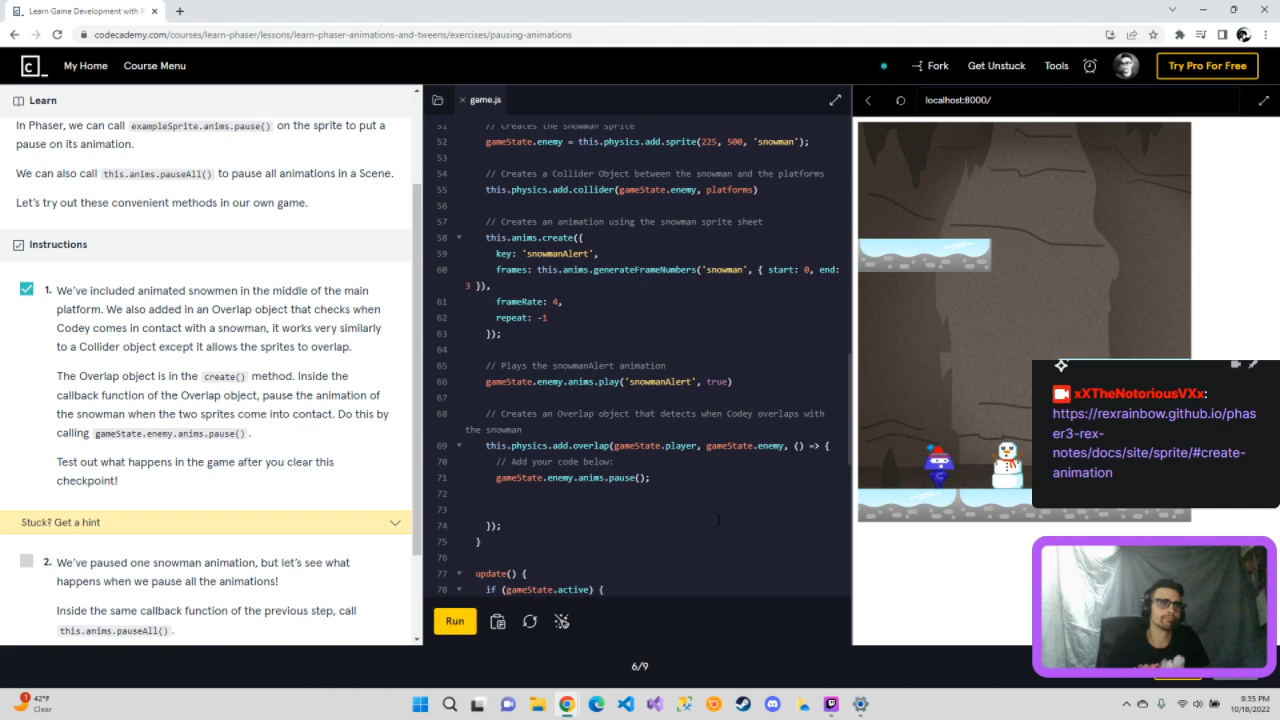 Learn Game Development with P
codecademy.com/courses/learn-phaser/lessons/learn-phaser-animations-and-tweens/exercises/pausing-animations
My Home
Course Menu
Fork
Get Unstuck
Tools
Try Pro For Free
Learn
In Phaser, we can call exampleSprite.anims.pause() on the sprite to put a
pause on its animation.
We can also call this.anims.pauseAll() to pause all animations in a Scene.
Let's try out these convenient methods in our own game.
Instructions
1. We've included animated snowmen in the middle of the main
platform. We also added in an Overlap object that checks when
Codey comes in contact with a snowman, it works very similarly
to a Collider object except it allows the sprites to overlap.
The Overlap object is in the create() method. Inside the
callback function of the Overlap object, pause the animation of
the snowman when the two sprites come into contact. Do this by
calling gameState.enemy.anims.pause().
Test out what happens in the game after you clear this
checkpoint!
Stuck? Get a hint
2. We've paused one snowman animation, but let's see what
happens when we pause all the animations!
Inside the same callback function of the previous step, call
this.anims.pauseAll().
game.js
51 // Creates the snowman sprite
52 gameState.enemy = this.physics.add.sprite(225, 500, 'snowman');
53
54 // Creates a Collider Object between the snowman and the platforms
55 this.physics.add.collider(gameState.enemy, platforms)
56
57 // Creates an animation using the snowman sprite sheet
58 this.anims.create({
59 key: 'snowmanAlert',
60 frames: this.anims.generateFrameNumbers('snowman', { start: 0, end:
3 }),
61 frameRate: 4,
62 repeat: -1
63 });
64
65 // Plays the snowmanAlert animation
66 gameState.enemy.anims.play('snowmanAlert', true)
67
68 // Creates an Overlap object that detects when Codey overlaps with
the snowman
69 this.physics.add.overlap(gameState.player, gameState.enemy, () => {
70 // Add your code below:
71 gameState.enemy.anims.pause();
72
73
74 });
75 }
76
77 update() {
78 if (gameState.active) {
Run
6/9
localhost:8000/
xXTheNotoriousVXx:
https://rexrainbow.github.io/phas
er3-rex-
notes/docs/site/sprite/#create-
animation
1
42°F
Clear
9:35 PM
10/18/2022